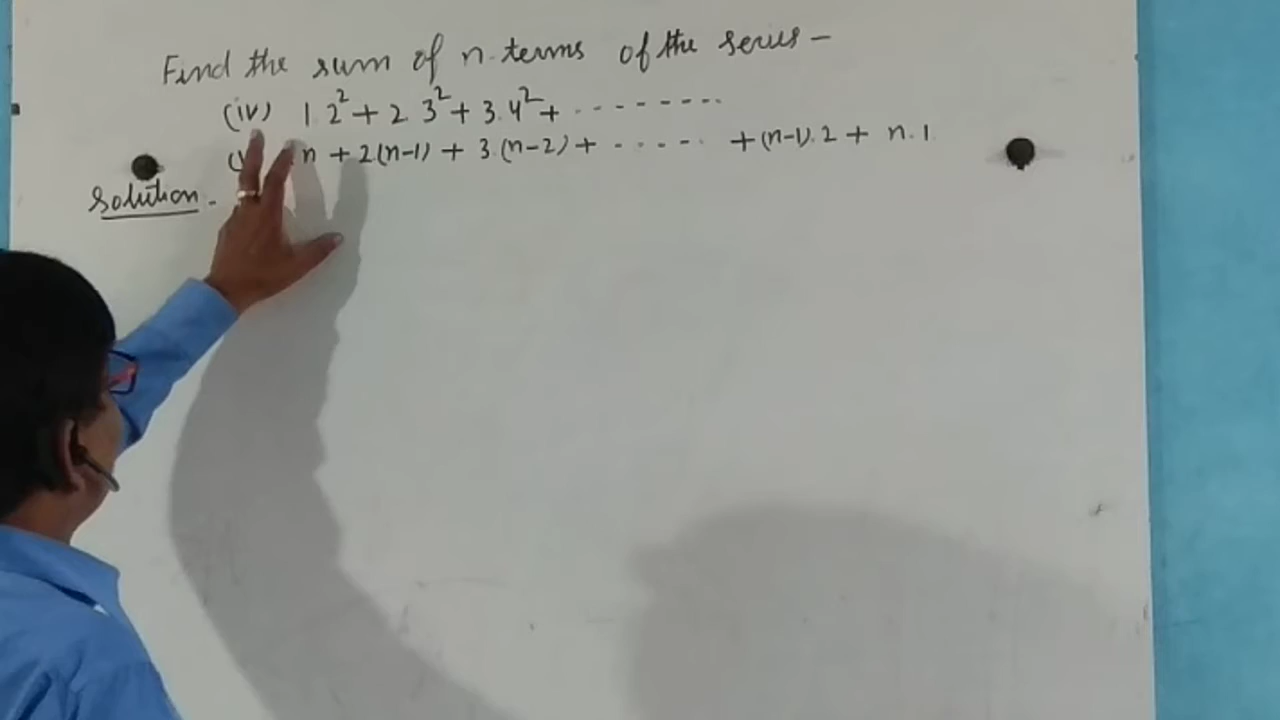 Find the sum of n terms of the series -
(iv) 1.2² + 2.3² + 3.4² + ---------
n + 2(n-1) + 3.(n-2) + ------ + (n-1).2 + n.1
Solution -